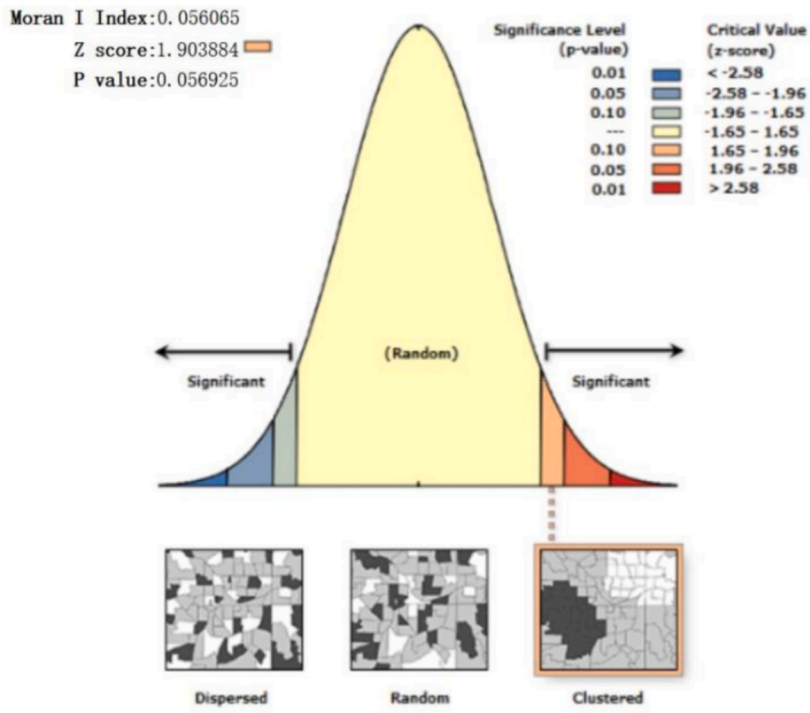 Moran I Index:0.056065
Z score:1.903884
P value:0.056925
Significance Level
(p-value)
Critical Value
(z-score)
0.01 < -2.58
0.05 -2.58 - -1.96
0.10 -1.96 - -1.65
--- -1.65 - 1.65
0.10 1.65 - 1.96
0.05 1.96 - 2.58
0.01 > 2.58
(Random)
Significant
Significant
Dispersed
Random
Clustered